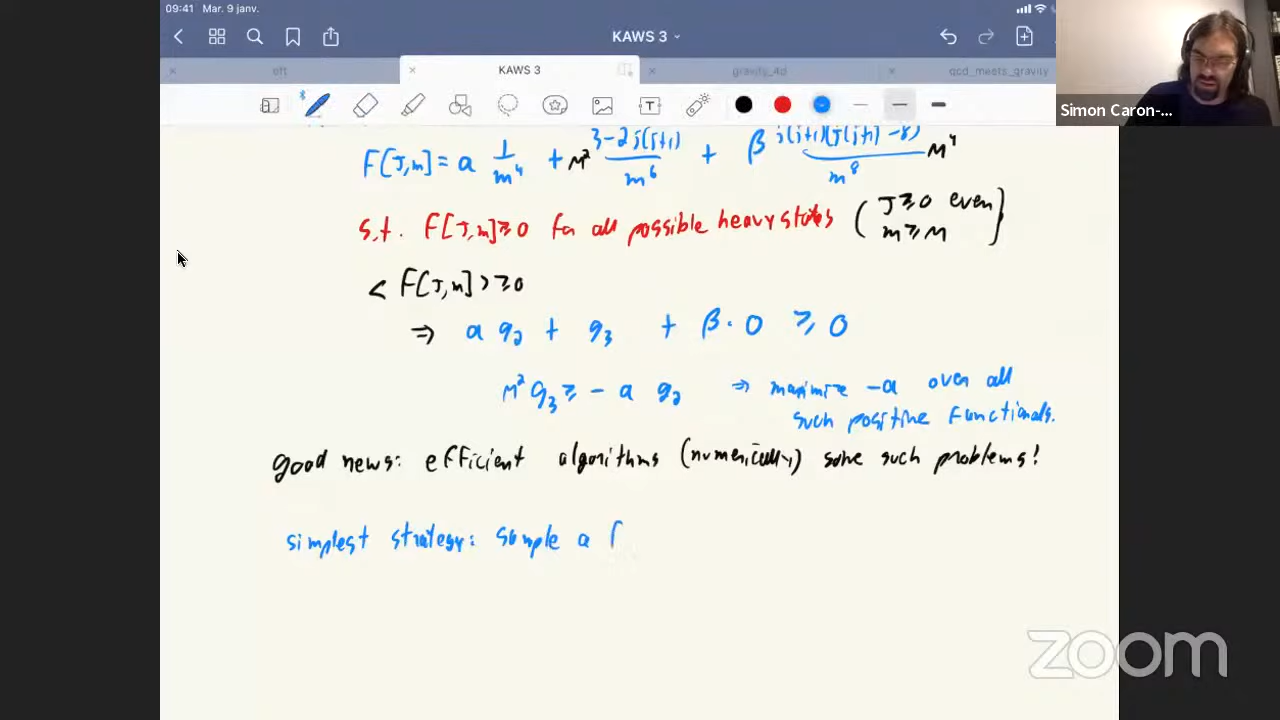 09:41 Mar. 9 janv.
KAWS 3
eft
KAWS 3
gravity_4d
qcd_meets_gravity
Simon Caron-...
F[J,m] = a 1/m⁴ + M² (3-2j(j+1))/m⁶ + β (j(j+1)(j(j+1)-8))/m⁸ M⁴
s.t. F[J,m] ≥ 0 for all possible heavy states ( J ≥ 0 even
m ≥ M )
< F[J,m] > ≥ 0
⇒ a g₂ + g₃ + β · 0 ≥ 0
M² g₃ ≥ - a g₂ ⇒ maximize -a over all
such positive functionals.
good news: efficient algorithms (numerically) solve such problems!
simplest strategy: sample a
zoom